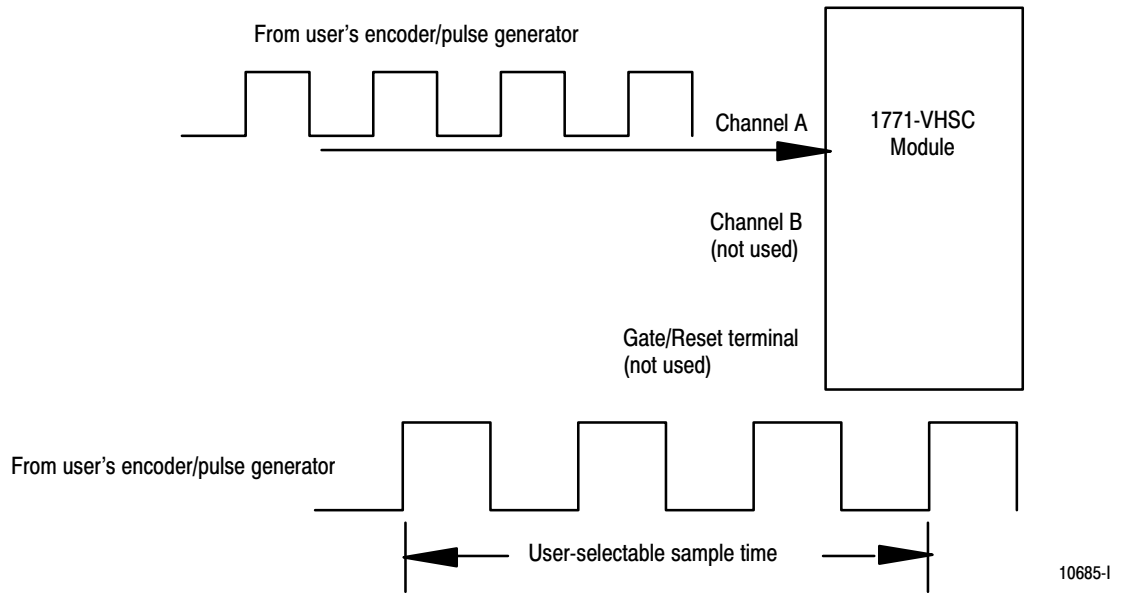 From user's encoder/pulse generator
Channel A
1771-VHSC
Module
Channel B
(not used)
Gate/Reset terminal
(not used)
From user's encoder/pulse generator
User-selectable sample time
10685-I